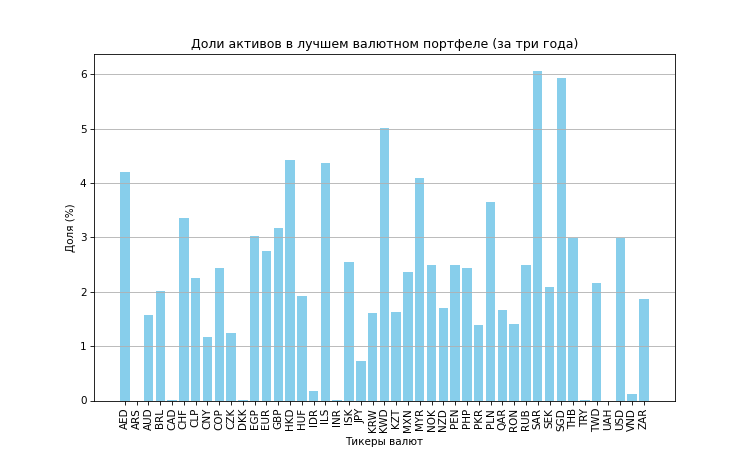 Доли активов в лучшем валютном портфеле (за три года)
Доля (%)
6
5
4
3
2
1
0
AED ARS AUD BRL CAD CHF CLP CNY COP CZK DKK EGP EUR GBP HKD HUF IDR ILS INR ISK JPY KRW KWD KZT MXN MYR NOK NZD PEN PHP PKR PLN QAR RON RUB SAR SEK SGD THB TRY TWD UAH USD VND ZAR
Тикеры валют